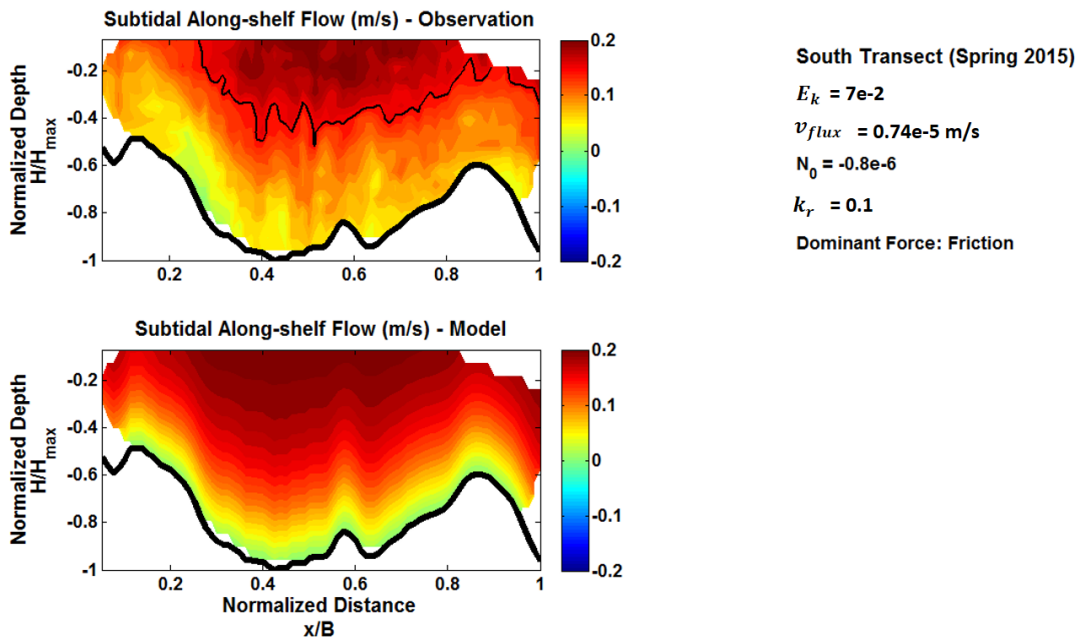 Subtidal Along-shelf Flow (m/s) - Observation
Normalized Depth
H/H_max
-0.2
-0.4
-0.6
-0.8
-1
0.2
0.4
0.6
0.8
1
0.2
0.1
0
-0.1
-0.2
South Transect (Spring 2015)
E_k = 7e-2
v_flux = 0.74e-5 m/s
N_0 = -0.8e-6
k_r = 0.1
Dominant Force: Friction
Subtidal Along-shelf Flow (m/s) - Model
Normalized Depth
H/H_max
-0.2
-0.4
-0.6
-0.8
-1
0.2
0.4
0.6
0.8
1
0.2
0.1
0
-0.1
-0.2
Normalized Distance
x/B